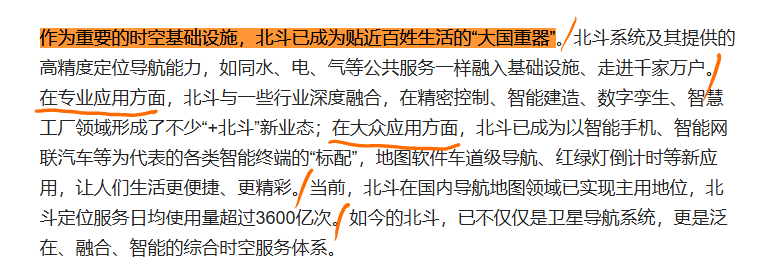 作为重要的时空基础设施，北斗已成为贴近百姓生活的“大国重器”。北斗系统及其提供的
高精度定位导航能力，如同水、电、气等公共服务一样融入基础设施、走进千家万户。
在专业应用方面，北斗与一些行业深度融合，在精密控制、智能建造、数字孪生、智慧
工厂领域形成了不少“+北斗”新业态；在大众应用方面，北斗已成为以智能手机、智能网
联汽车等为代表的各类智能终端的“标配”，地图软件车道级导航、红绿灯倒计时等新应
用，让人们生活更便捷、更精彩。当前，北斗在国内导航地图领域已实现主用地位，北
斗定位服务日均使用量超过3600亿次。如今的北斗，已不仅仅是卫星导航系统，更是泛
在、融合、智能的综合时空服务体系。